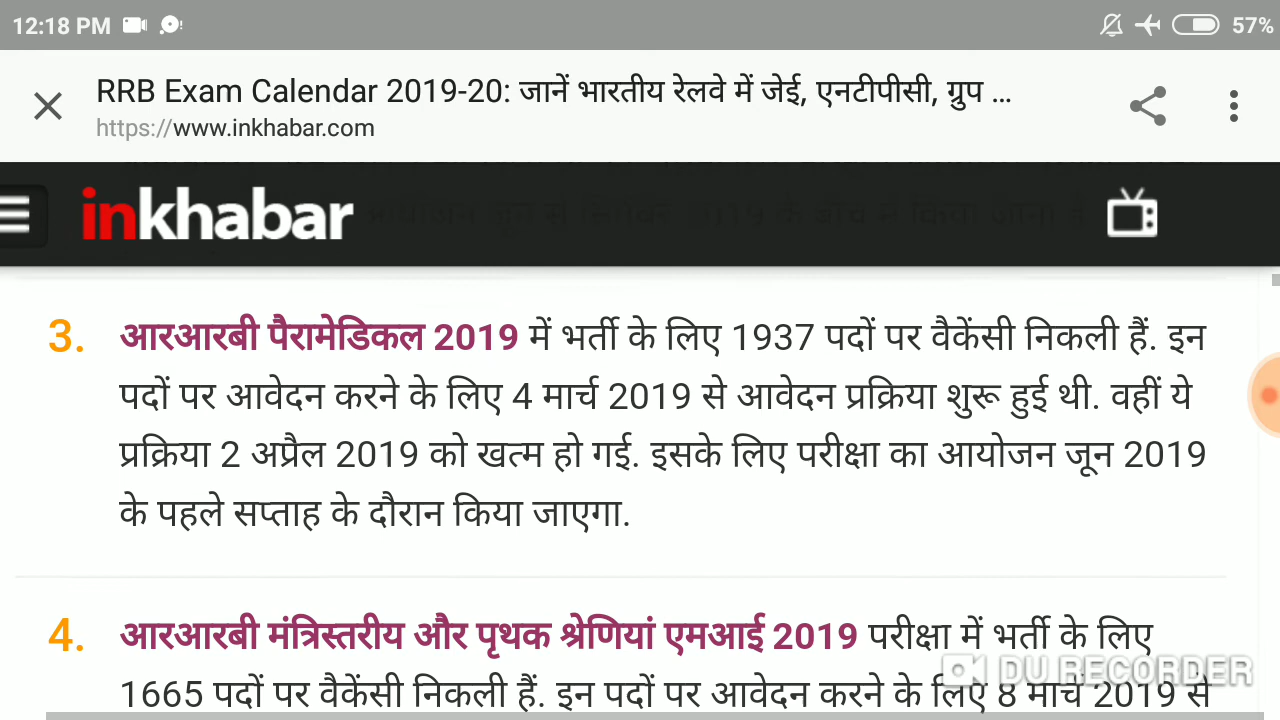 12:18 PM
57%
RRB Exam Calendar 2019-20: जानें भारतीय रेलवे में जेई, एनटीपीसी, ग्रुप ...
https://www.inkhabar.com
inkhabar
3. आरआरबी पैरामेडिकल 2019 में भर्ती के लिए 1937 पदों पर वैकेंसी निकली हैं. इन
पदों पर आवेदन करने के लिए 4 मार्च 2019 से आवेदन प्रक्रिया शुरू हुई थी. वहीं ये
प्रक्रिया 2 अप्रैल 2019 को खत्म हो गई. इसके लिए परीक्षा का आयोजन जून 2019
के पहले सप्ताह के दौरान किया जाएगा.
4. आरआरबी मंत्रिस्तरीय और पृथक श्रेणियां एमआई 2019 परीक्षा में भर्ती के लिए
DU RECORDER
1665 पदों पर वैकेंसी निकली हैं. इन पदों पर आवेदन करने के लिए 8 मार्च 2019 से